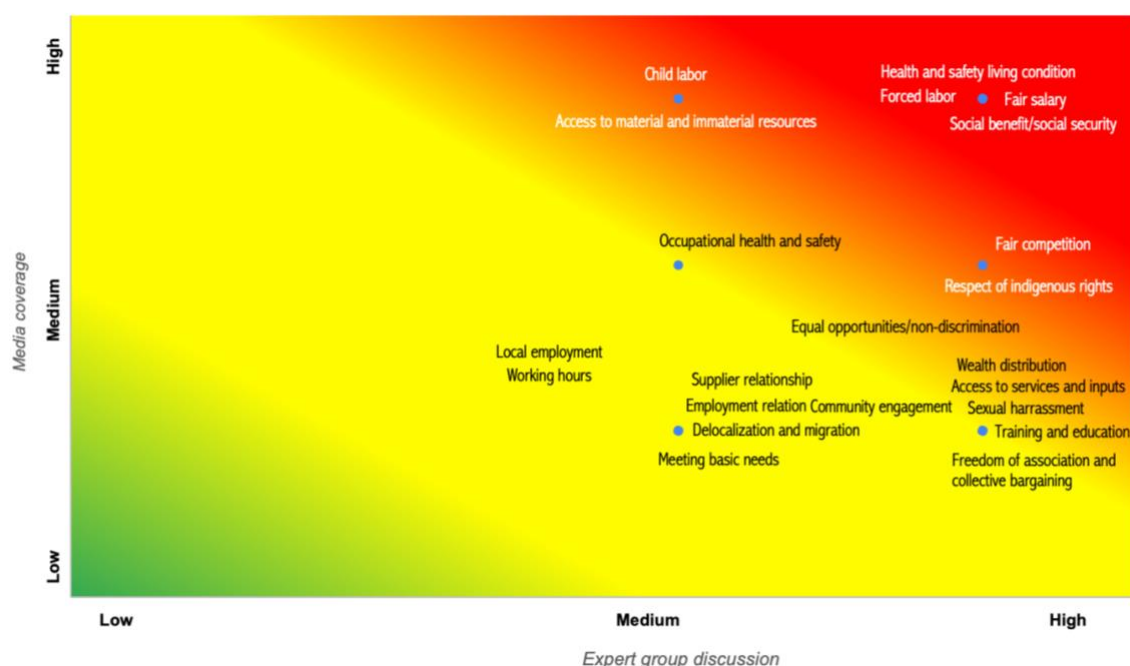 High
Child labor
Health and safety living condition
Forced labor
Fair salary
Access to material and immaterial resources
Social benefit/social security
Occupational health and safety
Fair competition
Respect of indigenous rights
Media coverage
Medium
Equal opportunities/non-discrimination
Local employment
Working hours
Wealth distribution
Supplier relationship
Access to services and inputs
Employment relation
Community engagement
Sexual harrassment
Delocalization and migration
Training and education
Meeting basic needs
Freedom of association and
collective bargaining
Low
Low
Medium
High
Expert group discussion